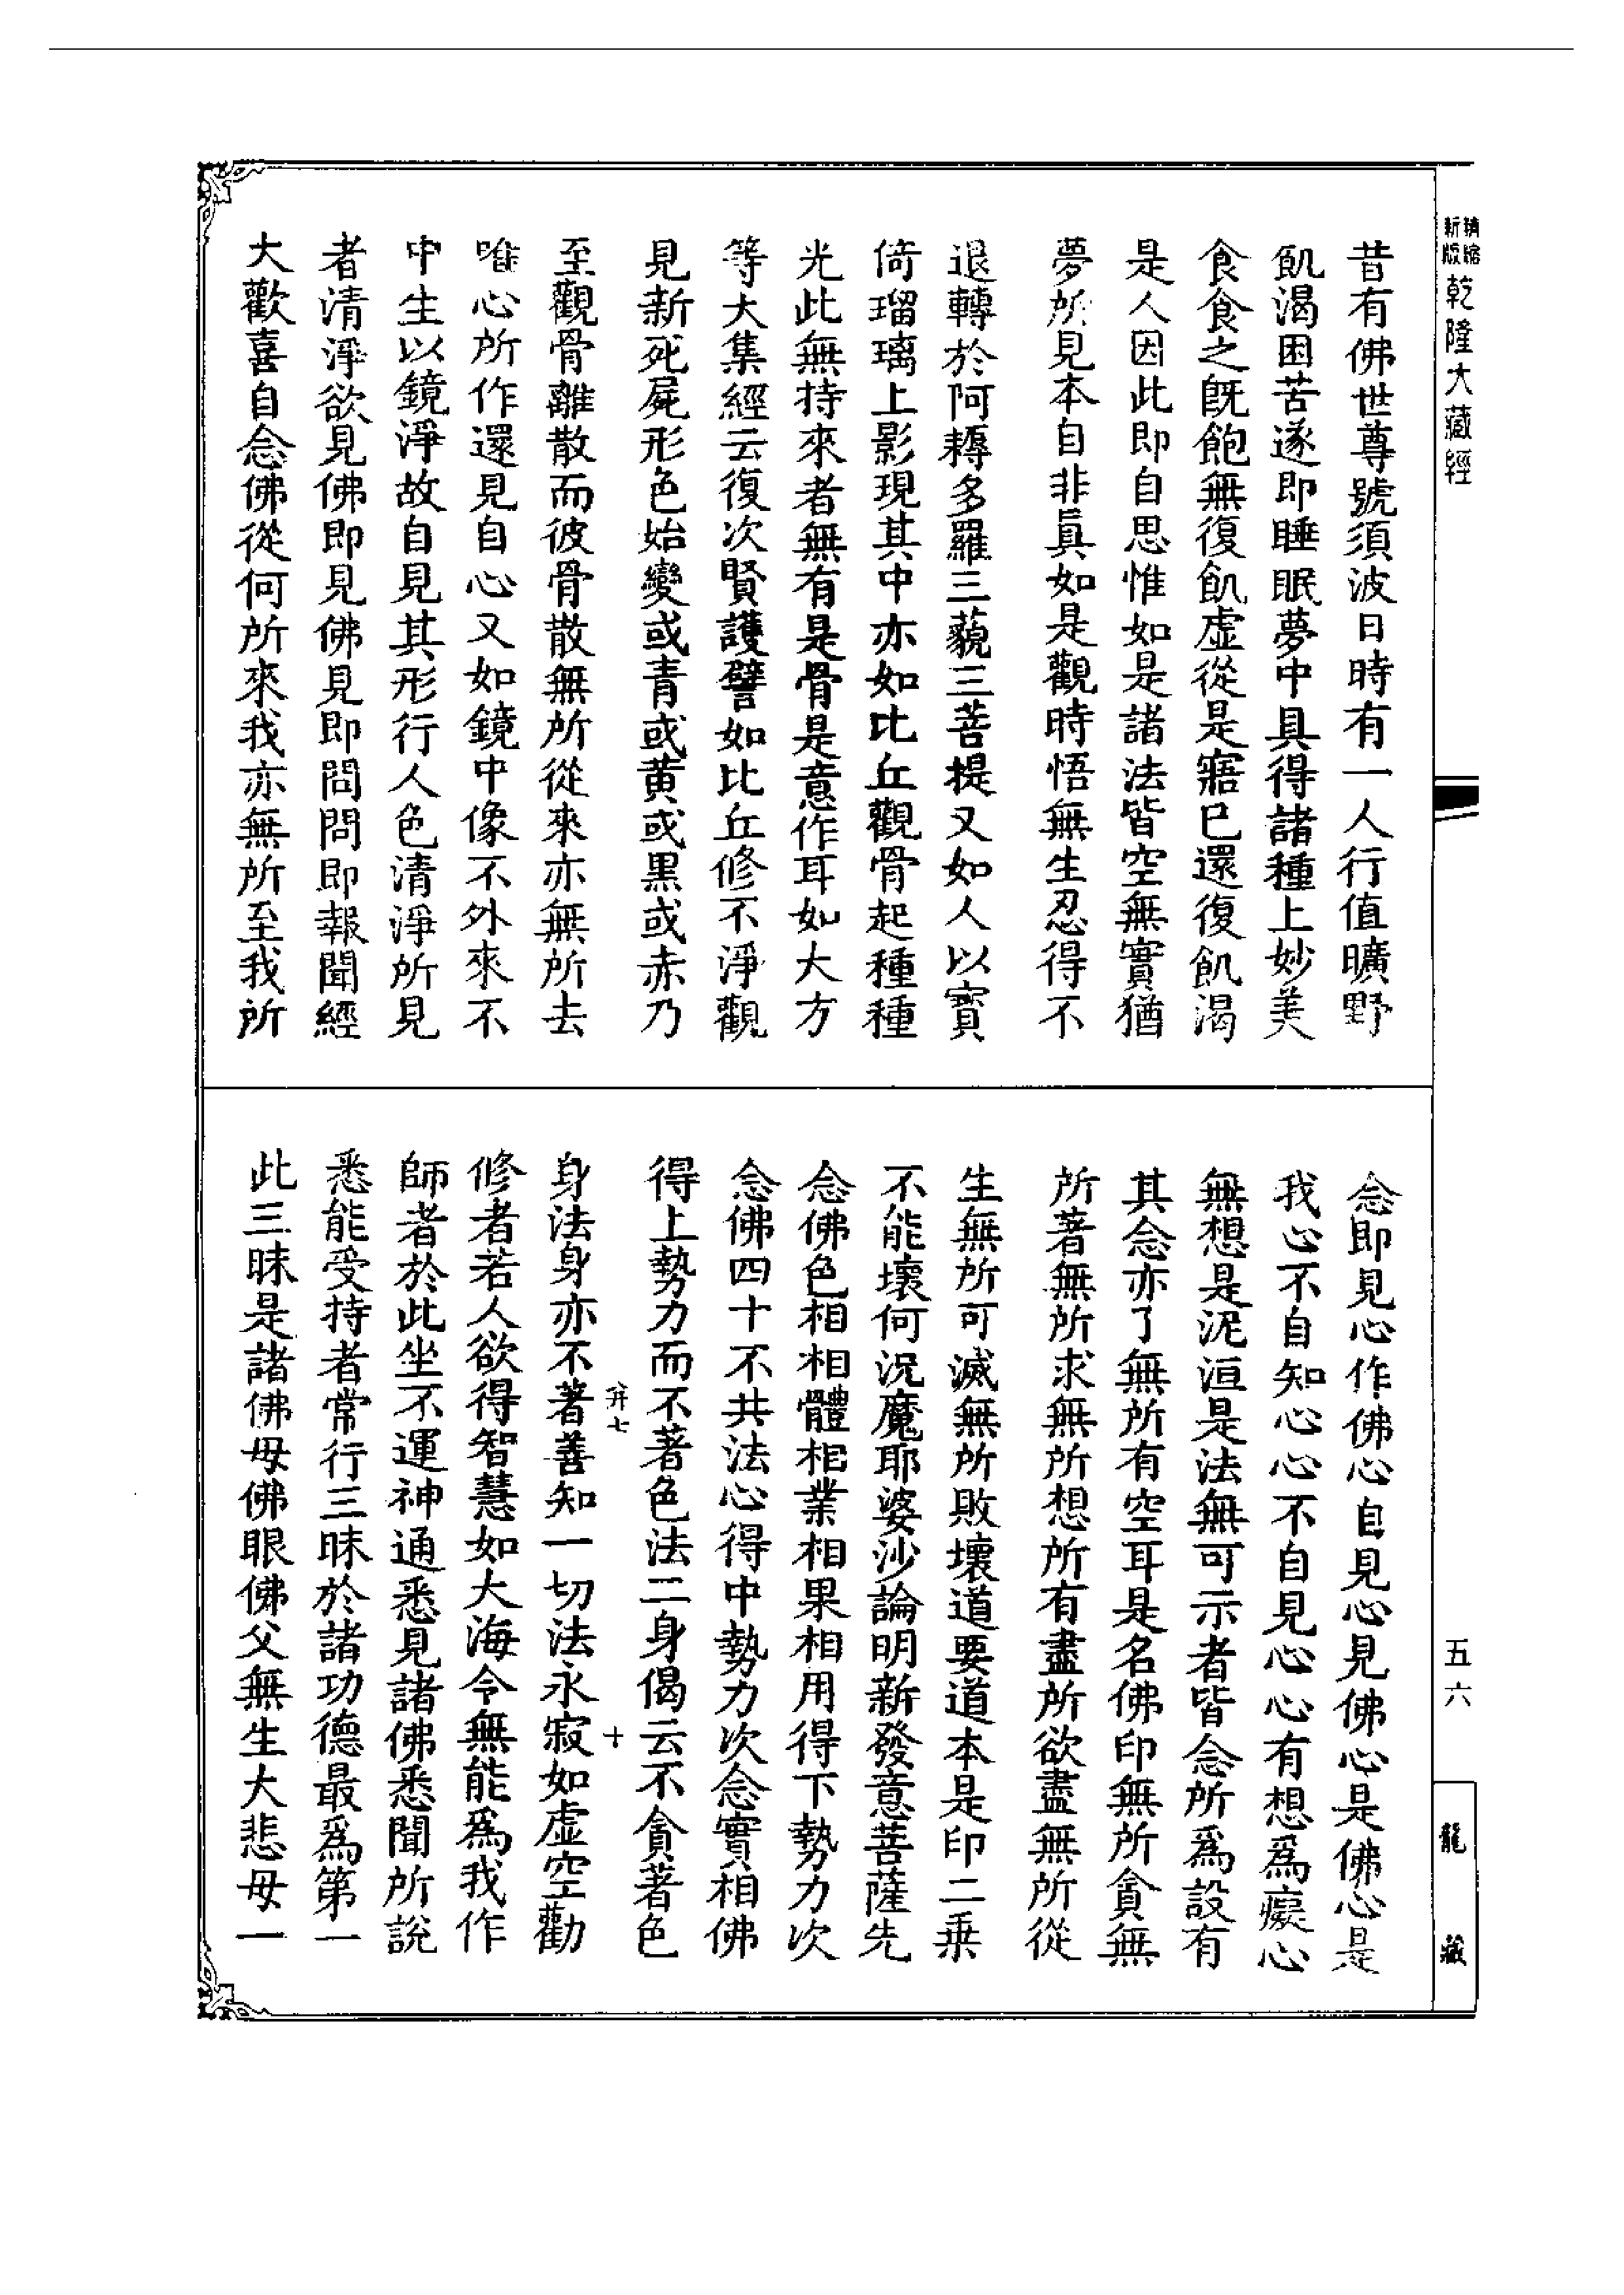 精縮
新版
乾隆大藏經
昔有佛世尊號須波日時有一人行值曠野
飢渴困苦遂即睡眠夢中具得諸種上妙美
食食之既飽無復飢虛從是寤已還復飢渴
是人因此即自思惟如是諸法皆空無實猶
夢所見本自非真如是觀時悟無生忍得不
退轉於阿耨多羅三藐三菩提又如人以寶
倚瑠璃上影現其中亦如比丘觀骨起種種
光此無持來者無有是骨是意作耳如大方
等大集經云復次賢護譬如比丘修不淨觀
見新死屍形色始變或青或黃或黑或赤乃
至觀骨離散而彼骨散無所從來亦無所去
唯心所作還見自心又如鏡中像不外來不
中生以鏡淨故自見其形行人色清淨所見
者清淨欲見佛即見佛見即問問即報聞經
大歡喜自念佛從何所來我亦無所至我所
念即見心作佛心自見心見佛心是佛心是
我心不自知心心不自見心心有想為癡心
無想是泥洹是法無可示者皆念所為設有
其念亦了無所有空耳是名佛印無所貪無
所著無所求無所想所有盡所欲盡無所從
生無所可滅無所敗壞道要道本是印二乘
不能壞何況魔耶婆沙論明新發意菩薩先
念佛色相相體相業相果相用得下勢力次
念佛四十不共法心得中勢力次念實相佛
得上勢力而不著色法二身偈云不貪著色
身法身亦不著善知一切法永寂如虛空勸
修者若人欲得智慧如大海令無能為我作
師者於此坐不運神通悉見諸佛悉聞所說
悉能受持者常行三昧於諸功德最為第一
此三昧是諸佛母佛眼佛父無生大悲母一
弁七
十
五六
龍藏